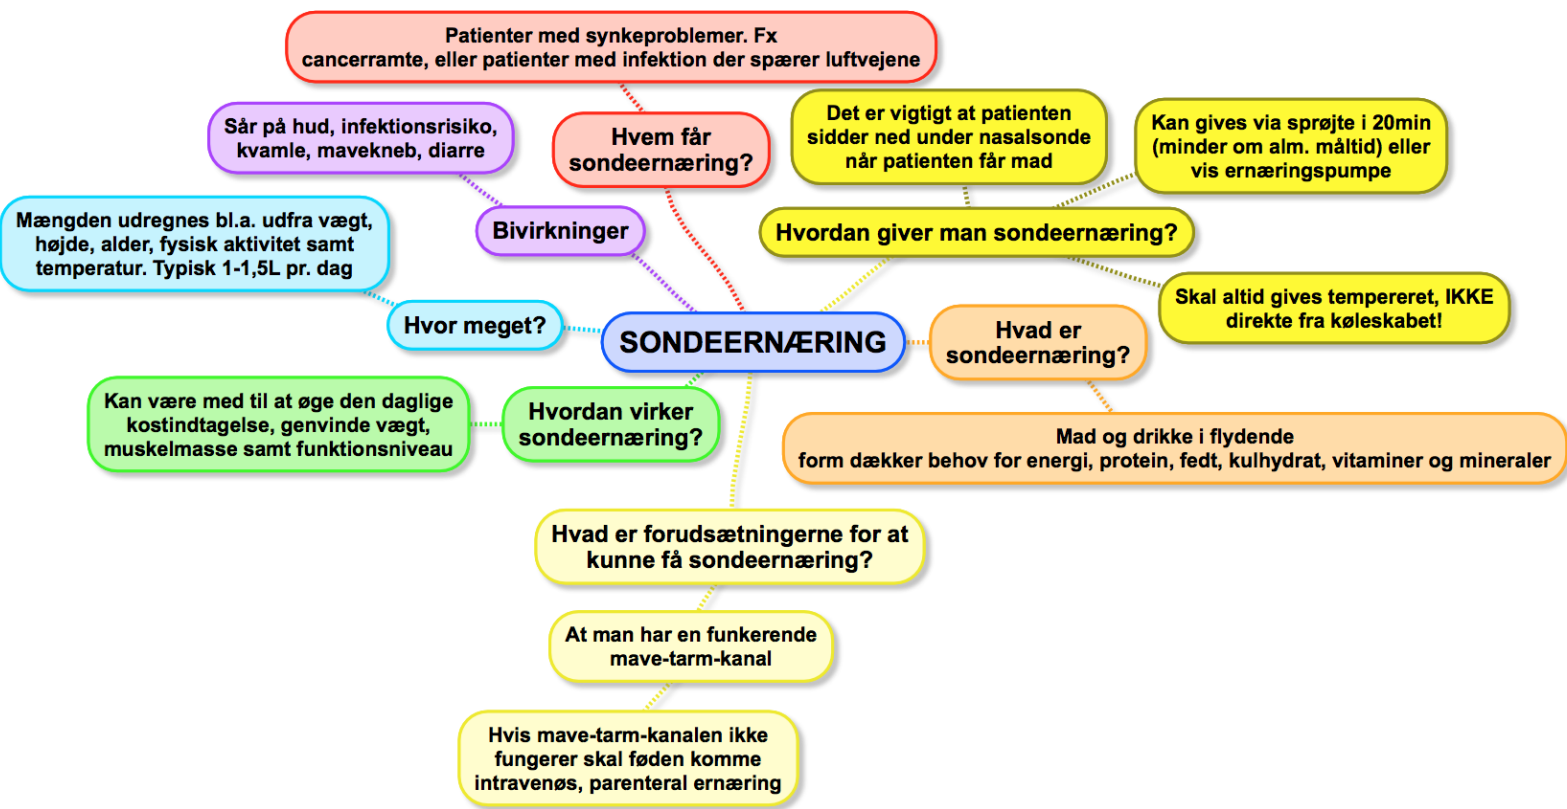 Patienter med synkeproblemer. Fx
cancerramte, eller patienter med infektion der spærer luftvejene
Hvem får
sondeernæring?
Sår på hud, infektionsrisiko,
kvamle, mavekneb, diarre
Bivirkninger
Mængden udregnes bl.a. udfra vægt,
højde, alder, fysisk aktivitet samt
temperatur. Typisk 1-1,5L pr. dag
Hvor meget?
Det er vigtigt at patienten
sidder ned under nasalsonde
når patienten får mad
Kan gives via sprøjte i 20min
(minder om alm. måltid) eller
vis ernæringspumpe
Hvordan giver man sondeernæring?
Skal altid gives tempereret, IKKE
direkte fra køleskabet!
SONDEERNÆRING
Hvad er
sondeernæring?
Mad og drikke i flydende
form dækker behov for energi, protein, fedt, kulhydrat, vitaminer og mineraler
Kan være med til at øge den daglige
kostindtagelse, genvinde vægt,
muskelmasse samt funktionsniveau
Hvordan virker
sondeernæring?
Hvad er forudsætningerne for at
kunne få sondeernæring?
At man har en funkerende
mave-tarm-kanal
Hvis mave-tarm-kanalen ikke
fungerer skal føden komme
intravenøs, parenteral ernæring